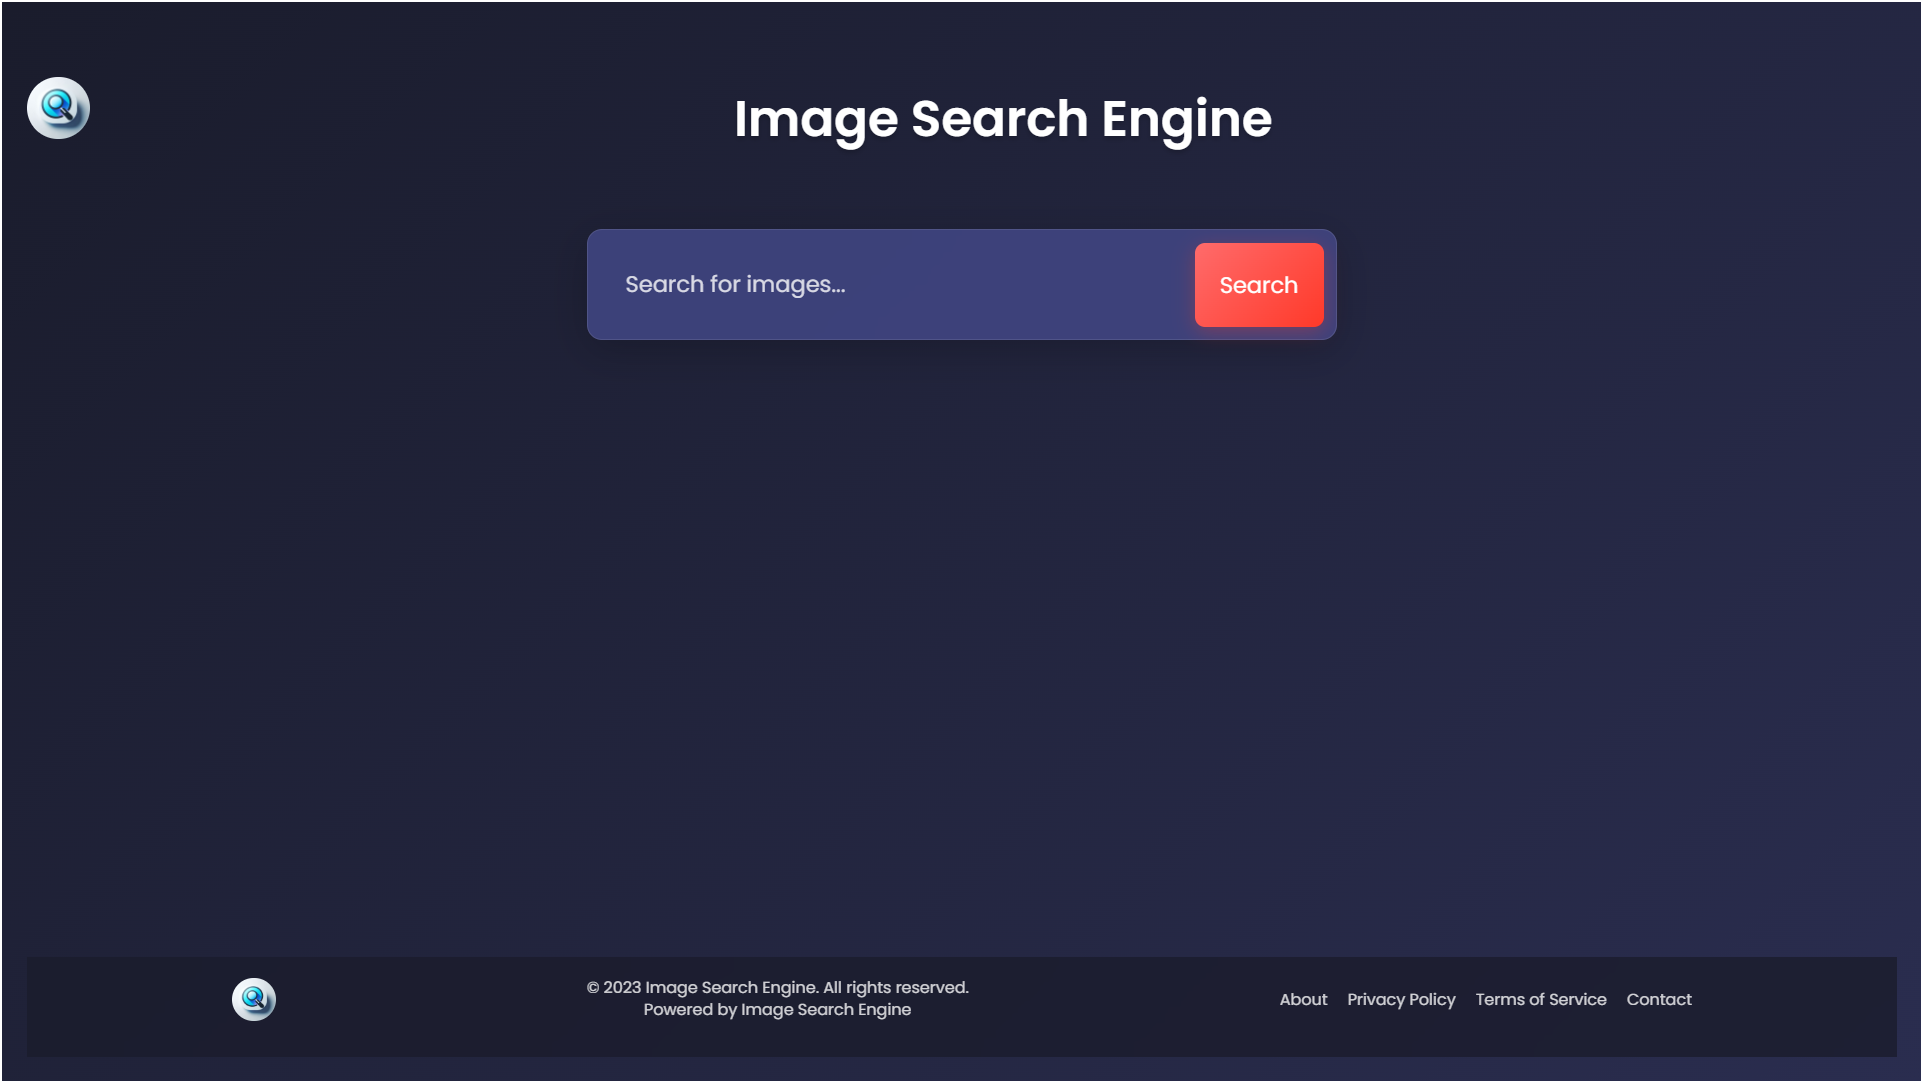 Image Search Engine
Search for images...
Search
© 2023 Image Search Engine. All rights reserved.
Powered by Image Search Engine
About
Privacy Policy
Terms of Service
Contact